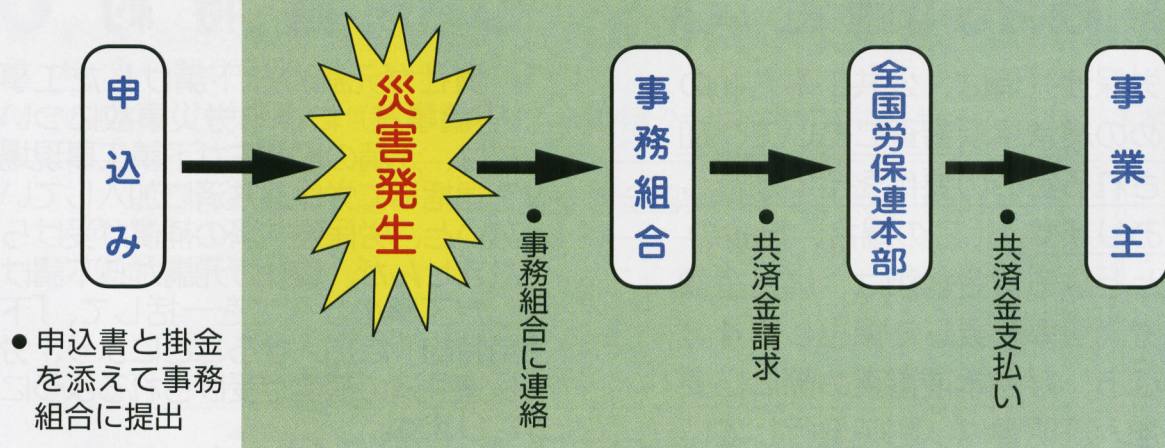 申込み
● 申込書と掛金
を添えて事務
組合に提出
災害発生
● 事務組合に連絡
事務組合
● 共済金請求
全国労保連本部
● 共済金支払い
事業主